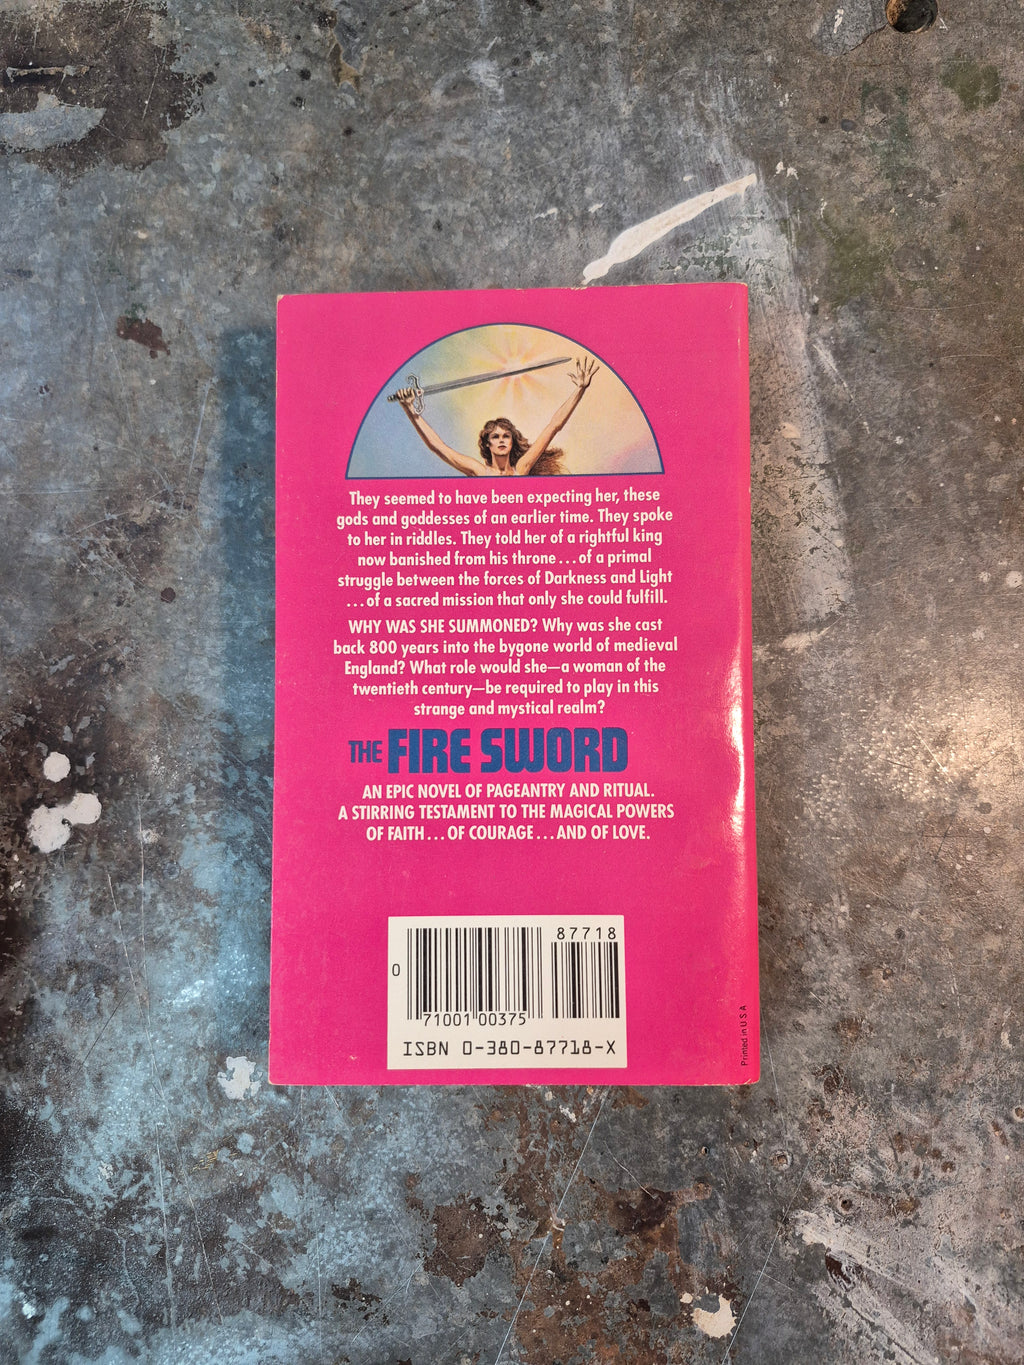 They seemed to have been expecting her, these
gods and goddesses of an earlier time. They spoke
to her in riddles. They told her of a rightful king
now banished from his throne...of a primal
struggle between the forces of Darkness and Light
...of a sacred mission that only she could fulfill.
WHY WAS SHE SUMMONED? Why was she cast
back 800 years into the bygone world of medieval
England? What role would she—a woman of the
twentieth century—be required to play in this
strange and mystical realm?
THE FIRE SWORD
AN EPIC NOVEL OF PAGEANTRY AND RITUAL.
A STIRRING TESTAMENT TO THE MAGICAL POWERS
OF FAITH...OF COURAGE...AND OF LOVE.
87718
0
71001 00375
ISBN 0-380-87718-X
Printed in U S A